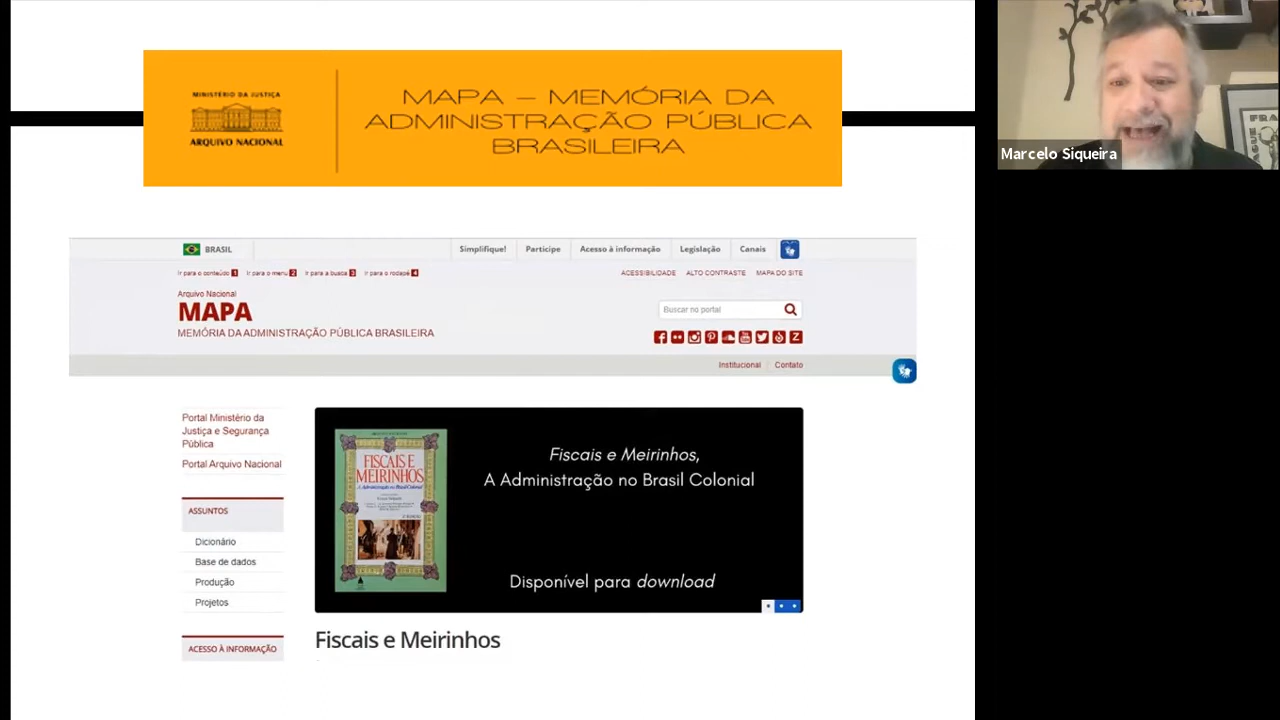 MINISTÉRIO DA JUSTIÇA
ARQUIVO NACIONAL
MAPA – MEMÓRIA DA
ADMINISTRAÇÃO PÚBLICA
BRASILEIRA
Marcelo Siqueira
BRASIL
Simplifique! Participe Acesso à informação Legislação Canais
Ir para o conteúdo 1 Ir para o menu 2 Ir para a busca 3 Ir para o rodapé 4
ACESSIBILIDADE ALTO CONTRASTE MAPA DO SITE
Arquivo Nacional
MAPA
MEMÓRIA DA ADMINISTRAÇÃO PÚBLICA BRASILEIRA
Buscar no portal
Institucional / Contato
Portal Ministério da
Justiça e Segurança
Pública
Portal Arquivo Nacional
ASSUNTOS
Dicionário
Base de dados
Produção
Projetos
ACESSO À INFORMAÇÃO
FISCAIS E
MEIRINHOS
A Administração no Brasil Colonial
Fiscais e Meirinhos,
A Administração no Brasil Colonial
Disponível para download
Fiscais e Meirinhos